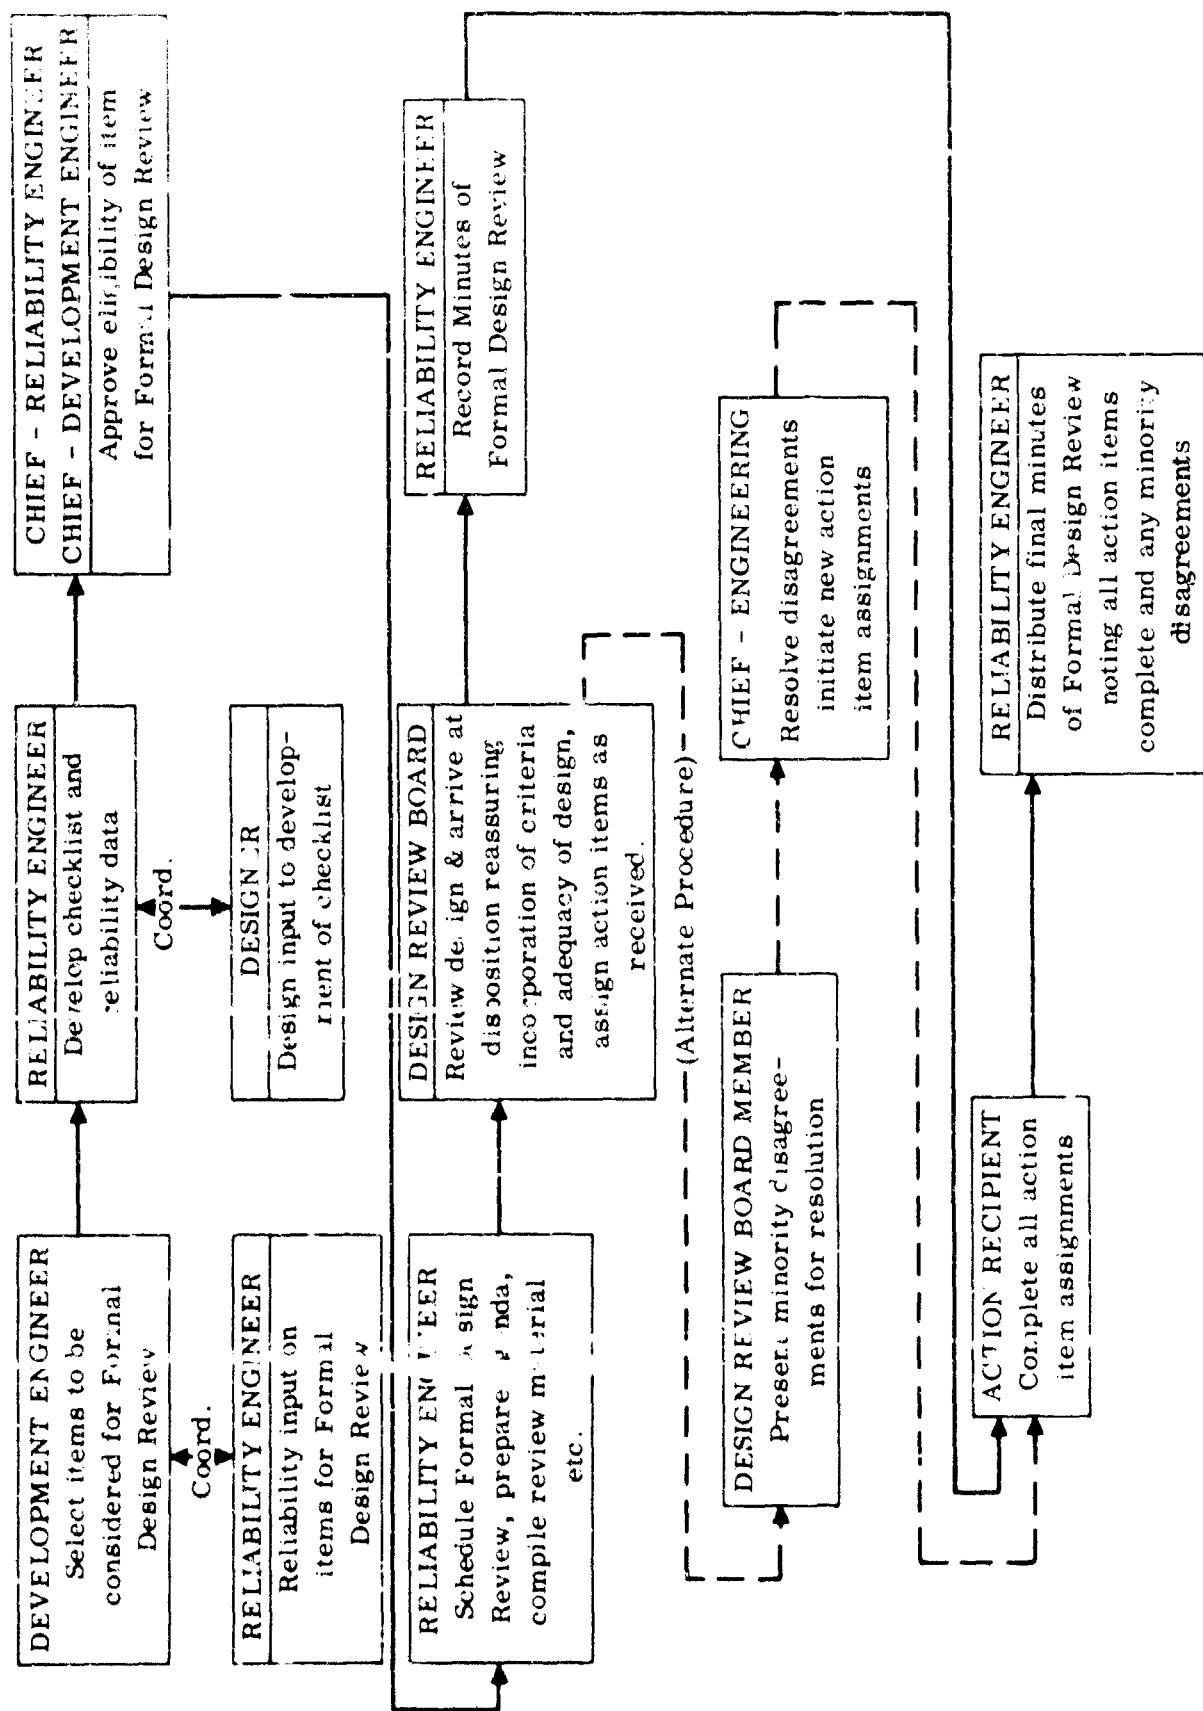 DEVELOPMENT ENGINEER
Select items to be
considered for Formal
Design Review
Coord.
RELIABILITY ENGINEER
Reliability input on
items for Formal
Design Review
RELIABILITY ENGINEER
Develop checklist and
reliability data
Coord.
DESIGNER
Design input to develop-
ment of checklist
CHIEF - RELIABILITY ENGINEER
CHIEF - DEVELOPMENT ENGINEER
Approve eligibility of item
for Formal Design Review
RELIABILITY ENGINEER
Schedule Formal Design
Review, prepare
compile review material
etc.
DESIGN REVIEW BOARD
Review design & arrive at
disposition reassuring
incorporation of criteria
and adequacy of design,
assign action items as
received.
RELIABILITY ENGINEER
Record Minutes of
Formal Design Review
(Alternate Procedure)
DESIGN REVIEW BOARD MEMBER
Present minority disagree-
ments for resolution
CHIEF - ENGINEERING
Resolve disagreements
initiate new action
item assignments
ACTION RECIPIENT
Complete all action
item assignments
RELIABILITY ENGINEER
Distribute final minutes
of Formal Design Review
noting all action items
complete and any minority
disagreements